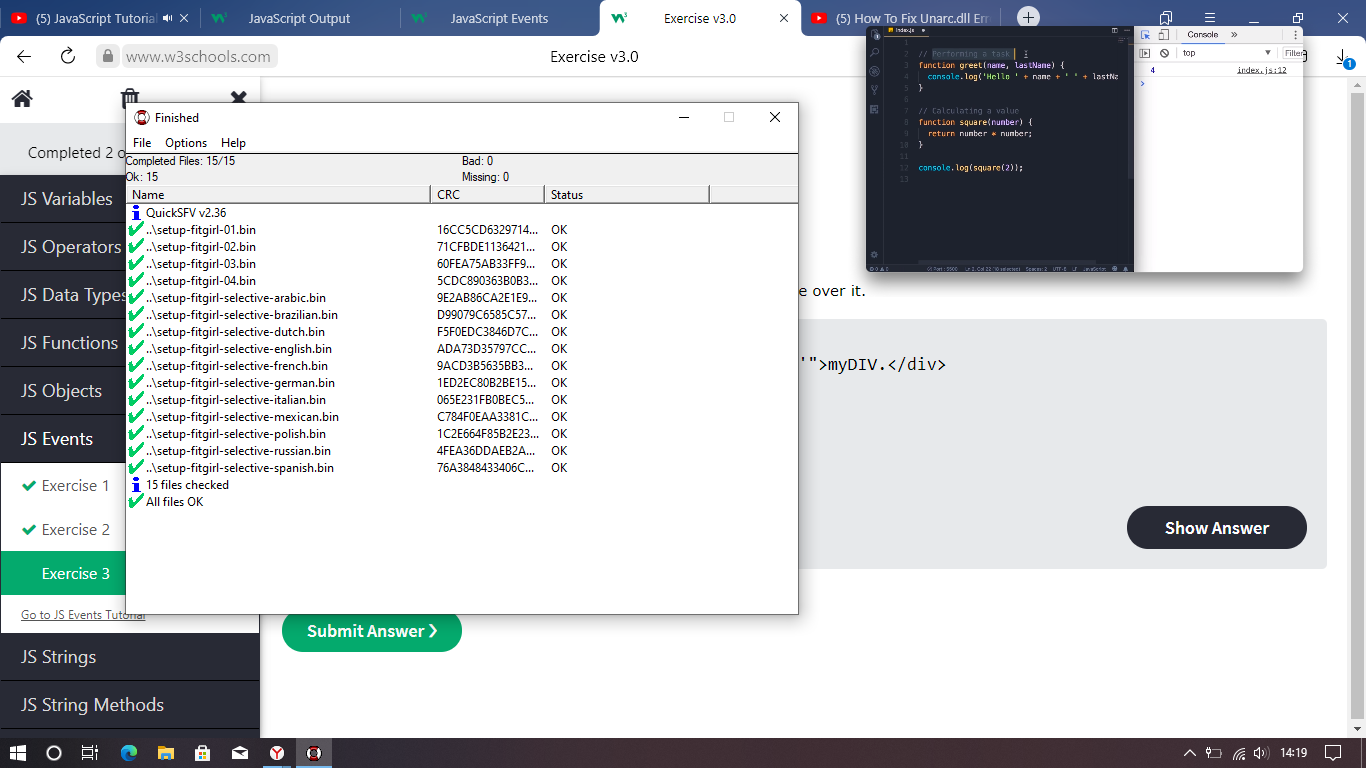 (5) JavaScript Tutorial
JavaScript Output
JavaScript Events
Exercise v3.0
(5) How To Fix Unarc.dll Err
www.w3schools.com
Exercise v3.0
1
Completed 2 o
JS Variables
JS Operators
JS Data Types
JS Functions
JS Objects
JS Events
Exercise 1
Exercise 2
Exercise 3
Go to JS Events Tutorial
JS Strings
JS String Methods
Finished
File Options Help
Completed Files: 15/15 Bad: 0
Ok: 15 Missing: 0
Name CRC Status
QuickSFV v2.36
..\setup-fitgirl-01.bin 16CC5CD6329714... OK
..\setup-fitgirl-02.bin 71CFBDE1136421... OK
..\setup-fitgirl-03.bin 60FEA75AB33FF9... OK
..\setup-fitgirl-04.bin 5CDC890363B0B3... OK
..\setup-fitgirl-selective-arabic.bin 9E2AB86CA2E1E9... OK
..\setup-fitgirl-selective-brazilian.bin D99079C6585C57... OK
..\setup-fitgirl-selective-dutch.bin F5F0EDC3846D7C... OK
..\setup-fitgirl-selective-english.bin ADA73D35797CC... OK
..\setup-fitgirl-selective-french.bin 9ACD3B5635BB3... OK
..\setup-fitgirl-selective-german.bin 1ED2EC80B2BE15... OK
..\setup-fitgirl-selective-italian.bin 065E231FB0BEC5... OK
..\setup-fitgirl-selective-mexican.bin C784F0EAA3381C... OK
..\setup-fitgirl-selective-polish.bin 1C2E664F85B2E23... OK
..\setup-fitgirl-selective-russian.bin 4FEA36DDAEB2A... OK
..\setup-fitgirl-selective-spanish.bin 76A3848433406C... OK
15 files checked
All files OK
index.js
1
2 // Performing a task
3 function greet(name, lastName) {
4 console.log('Hello ' + name + ' ' + lastNa
5 }
6
7 // Calculating a value
8 function square(number) {
9 return number * number;
10 }
11
12 console.log(square(2));
13
Console »
top Filter
4 index.js:12
e over it.
'">myDIV.</div>
Show Answer
Submit Answer ❯
14:19